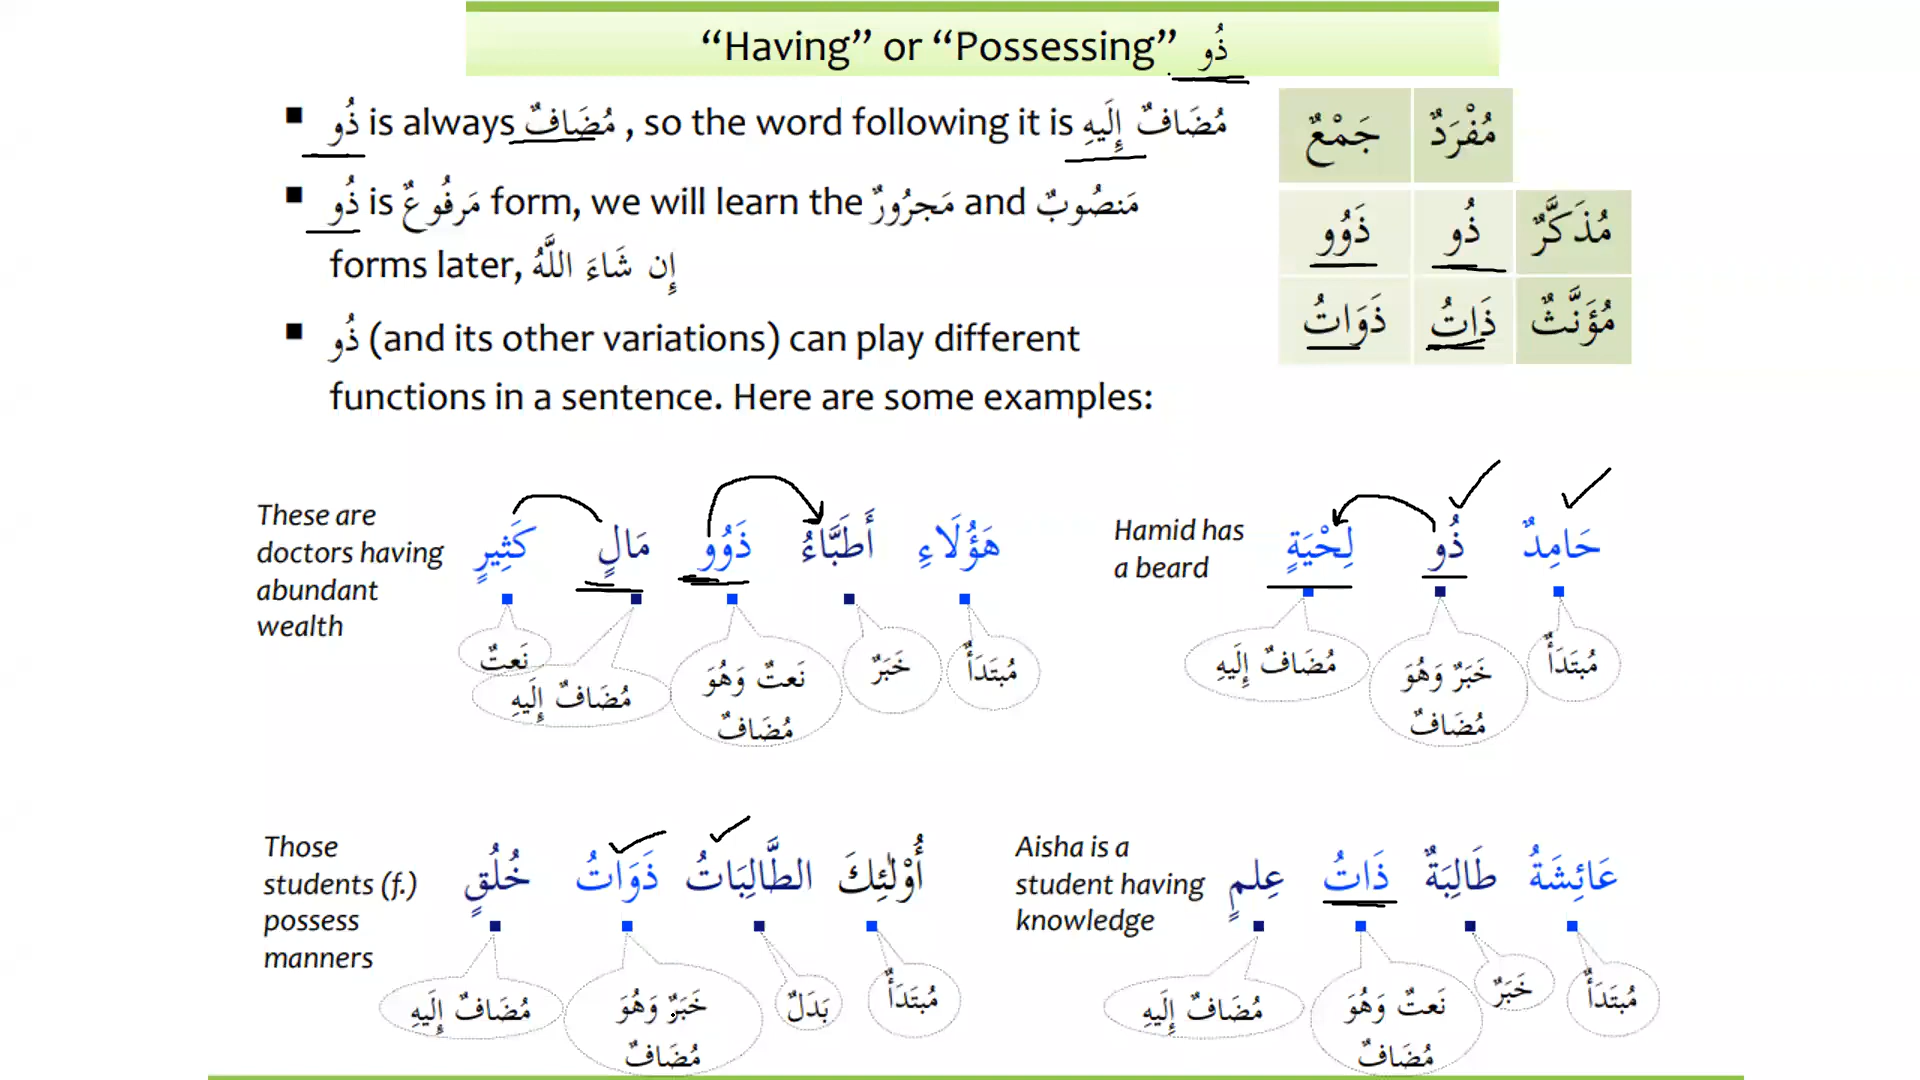 “Having” or “Possessing” ذُو
▪ ذُو is always مُضَافٌ , so the word following it is مُضَافٌ إِلَيهِ
▪ ذُو is مَرفُوعٌ form, we will learn the مَجرُورٌ and مَنصُوبٌ
forms later, إِن شَاءَ اللَّهُ
▪ ذُو (and its other variations) can play different
functions in a sentence. Here are some examples:
مُفْرَدٌ جَمْعٌ
مُذَكَّرٌ ذُو ذَوُو
مُؤَنَّثٌ ذَاتُ ذَوَاتُ
These are
doctors having
abundant
wealth
هَؤُلَاءِ أَطَبَّاءُ ذَوُو مَالٍ كَثِيرٍ
مُبتَدَأٌ
خَبَرٌ
نَعتٌ وَهُوَ
مُضَافٌ
مُضَافٌ إِلَيهِ
نَعتٌ
Hamid has
a beard
حَامِدٌ ذُو لِحْيَةٍ
مُبتَدَأٌ
خَبَرٌ وَهُوَ
مُضَافٌ
مُضَافٌ إِلَيهِ
Those
students (f.)
possess
manners
أُوْلٰئِكَ الطَّالِبَاتُ ذَوَاتُ خُلُقٍ
مُبتَدَأٌ
بَدَلٌ
خَبَرٌ وَهُوَ
مُضَافٌ
مُضَافٌ إِلَيهِ
Aisha is a
student having
knowledge
عَائِشَةُ طَالِبَةٌ ذَاتُ عِلمٍ
مُبتَدَأٌ
خَبَرٌ
نَعتٌ وَهُوَ
مُضَافٌ
مُضَافٌ إِلَيهِ